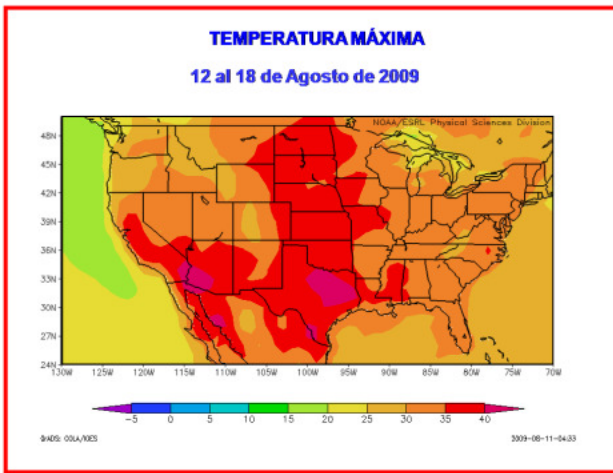 TEMPERATURA MÁXIMA
12 al 18 de Agosto de 2009
NOAA/ESRL Physical Sciences Division
48N
45N
42N
39N
36N
33N
30N
27N
24N
130W 125W 120W 115W 110W 105W 100W 95W 90W 85W 80W 75W 70W
-5 0 5 10 15 20 25 30 35 40
GrADS: COLA/IGES 2009-08-11-04:33